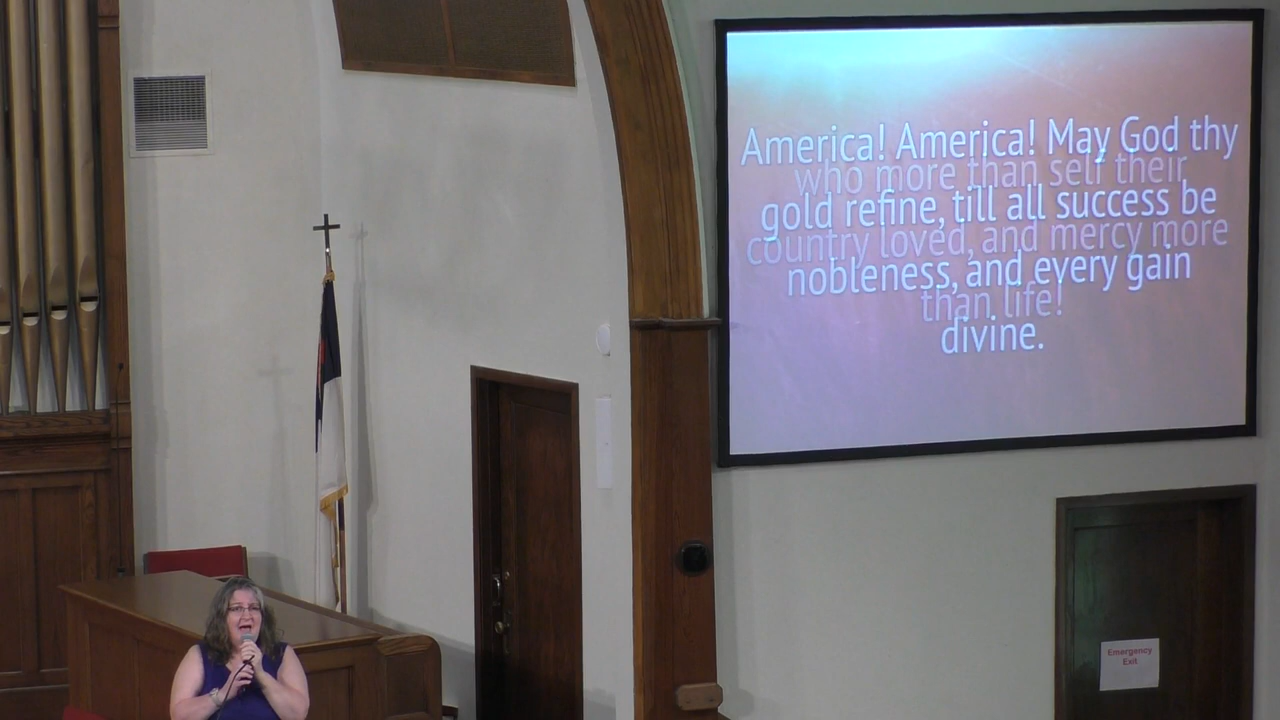 America! America! May God thy
who more than self their
gold refine, till all success be
country loved, and mercy more
nobleness, and every gain
than life!
divine.
Emergency
Exit